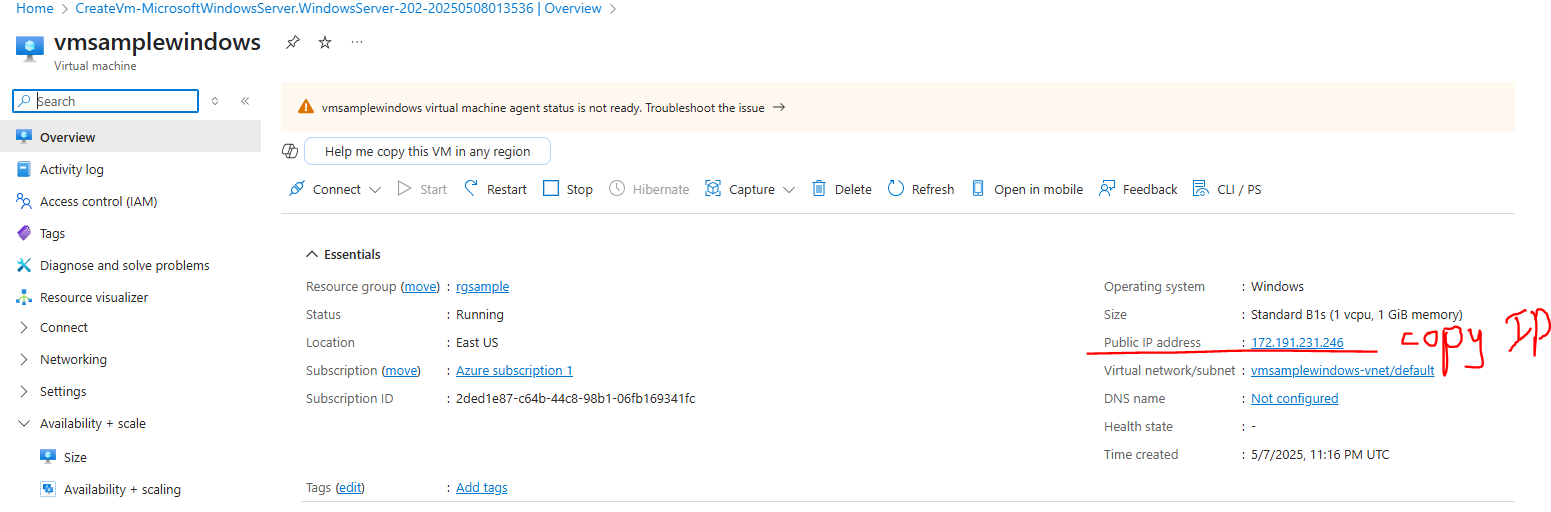 Home > CreateVm-MicrosoftWindowsServer.WindowsServer-202-20250508013536 | Overview >
vmsamplewindows
Virtual machine
Search
Overview
Activity log
Access control (IAM)
Tags
Diagnose and solve problems
Resource visualizer
Connect
Networking
Settings
Availability + scale
Size
Availability + scaling
vmsamplewindows virtual machine agent status is not ready. Troubleshoot the issue →
Help me copy this VM in any region
Connect Start Restart Stop Hibernate Capture Delete Refresh Open in mobile Feedback CLI / PS
Essentials
Resource group (move) : rgsample
Status : Running
Location : East US
Subscription (move) : Azure subscription 1
Subscription ID : 2ded1e87-c64b-44c8-98b1-06fb169341fc
Operating system : Windows
Size : Standard B1s (1 vcpu, 1 GiB memory)
Public IP address : 172.191.231.246
copy IP
Virtual network/subnet : vmsamplewindows-vnet/default
DNS name : Not configured
Health state : -
Time created : 5/7/2025, 11:16 PM UTC
Tags (edit) : Add tags